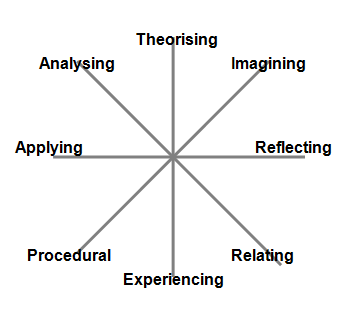 Theorising
Analysing
Imagining
Applying
Reflecting
Procedural
Relating
Experiencing